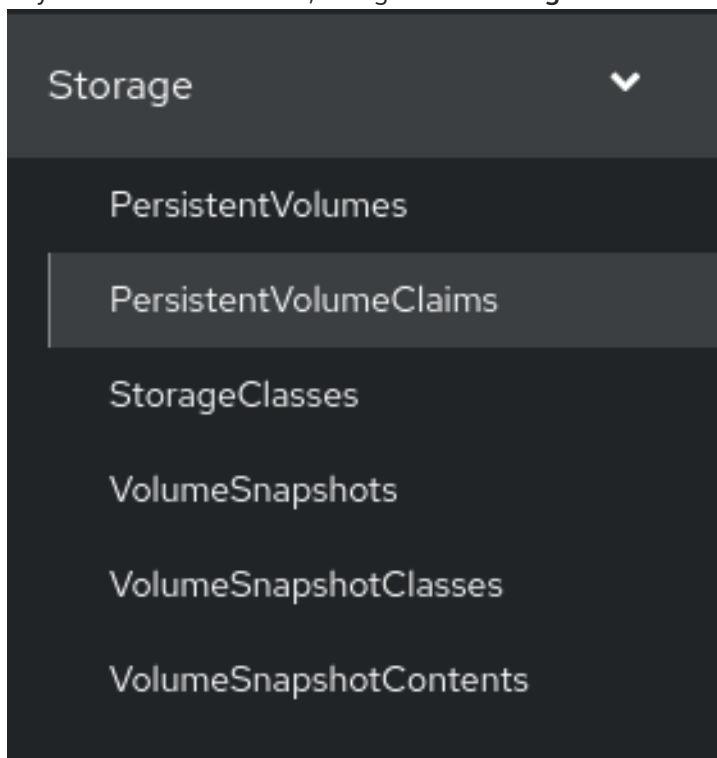 Storage
PersistentVolumes
PersistentVolumeClaims
StorageClasses
VolumeSnapshots
VolumeSnapshotClasses
VolumeSnapshotContents